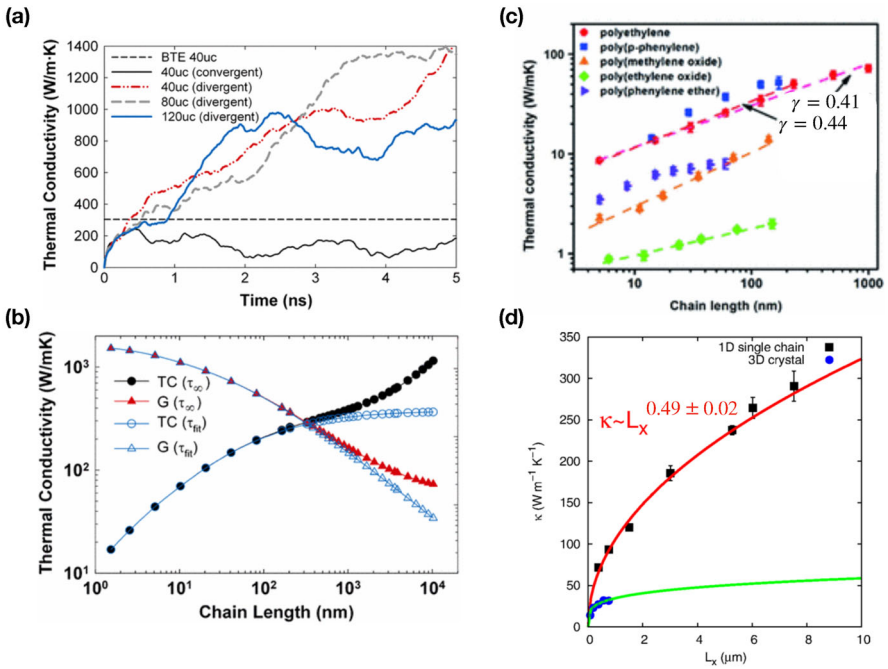 (a)
Thermal Conductivity (W/m·K)
1400
1200
1000
800
600
400
200
0
BTE 40uc
40uc (convergent)
40uc (divergent)
80uc (divergent)
120uc (divergent)
0 1 2 3 4 5
Time (ns)
(c)
Thermal conductivity (W/mK)
100
10
1
polyethylene
poly(p-phenylene)
poly(methylene oxide)
poly(ethylene oxide)
poly(phenylene ether)
γ = 0.41
γ = 0.44
10 100 1000
Chain length (nm)
(b)
Thermal Conductivity (W/mK)
10³
10²
10¹
TC (τ∞)
G (τ∞)
TC (τfit)
G (τfit)
10⁰ 10¹ 10² 10³ 10⁴
Chain Length (nm)
(d)
κ (W m⁻¹ K⁻¹)
350
300
250
200
150
100
50
0
1D single chain
3D crystal
κ~Lₓ^0.49 ± 0.02
0 2 4 6 8 10
Lₓ (μm)